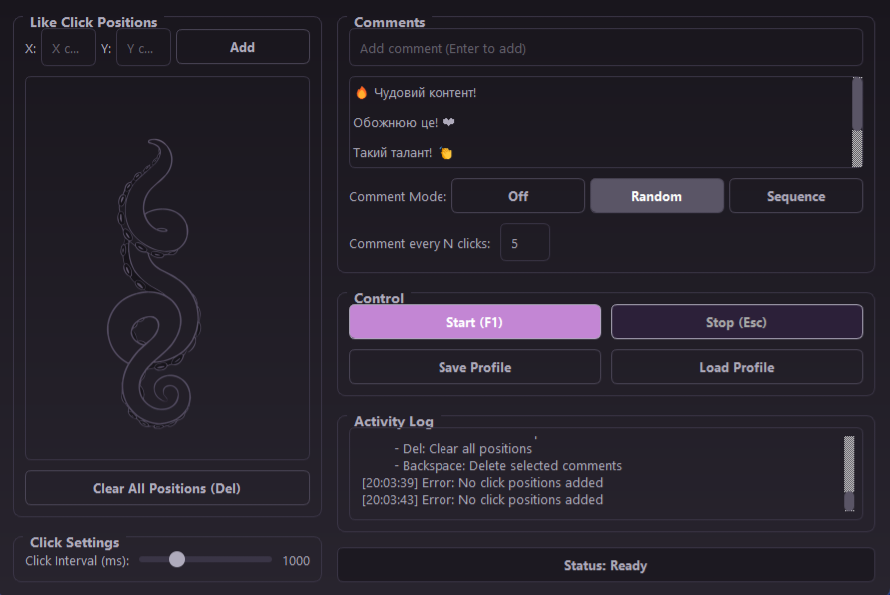 Like Click Positions
X: X c... Y: Y c... Add
Clear All Positions (Del)
Click Settings
Click Interval (ms): 1000
Comments
Add comment (Enter to add)
🔥 Чудовий контент!
Обожнюю це! ❤
Такий талант! 👏
Comment Mode: Off Random Sequence
Comment every N clicks: 5
Control
Start (F1) Stop (Esc)
Save Profile Load Profile
Activity Log
- Del: Clear all positions
- Backspace: Delete selected comments
[20:03:39] Error: No click positions added
[20:03:43] Error: No click positions added
Status: Ready